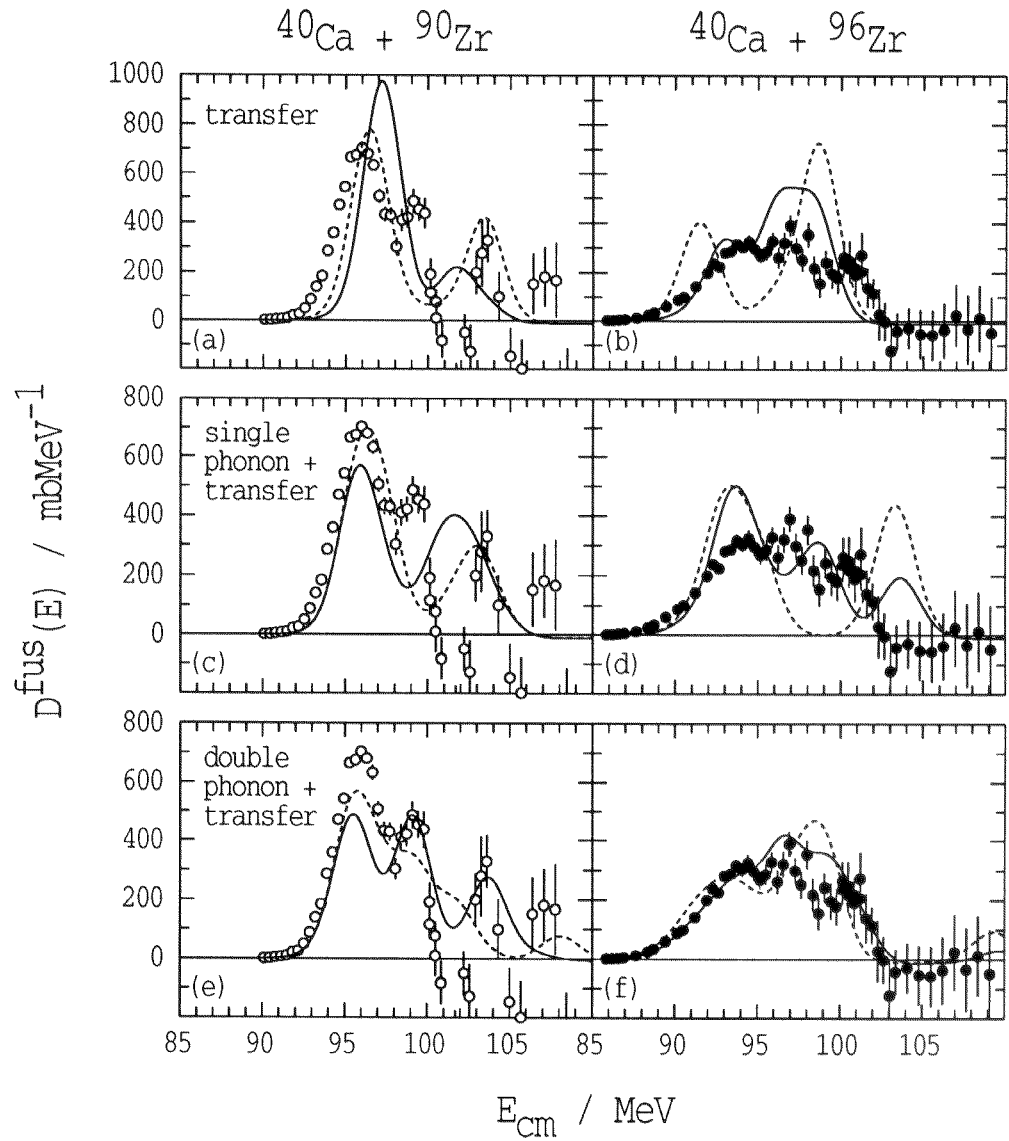 ⁴⁰Ca + ⁹⁰Zr
⁴⁰Ca + ⁹⁶Zr
1000
800
600
400
200
0
transfer
(a)
(b)
800
600
400
200
0
single
phonon +
transfer
(c)
(d)
800
600
400
200
0
double
phonon +
transfer
(e)
(f)
85
90
95
100
105
85
90
95
100
105
D^fus(E) / mbMeV⁻¹
E_cm / MeV